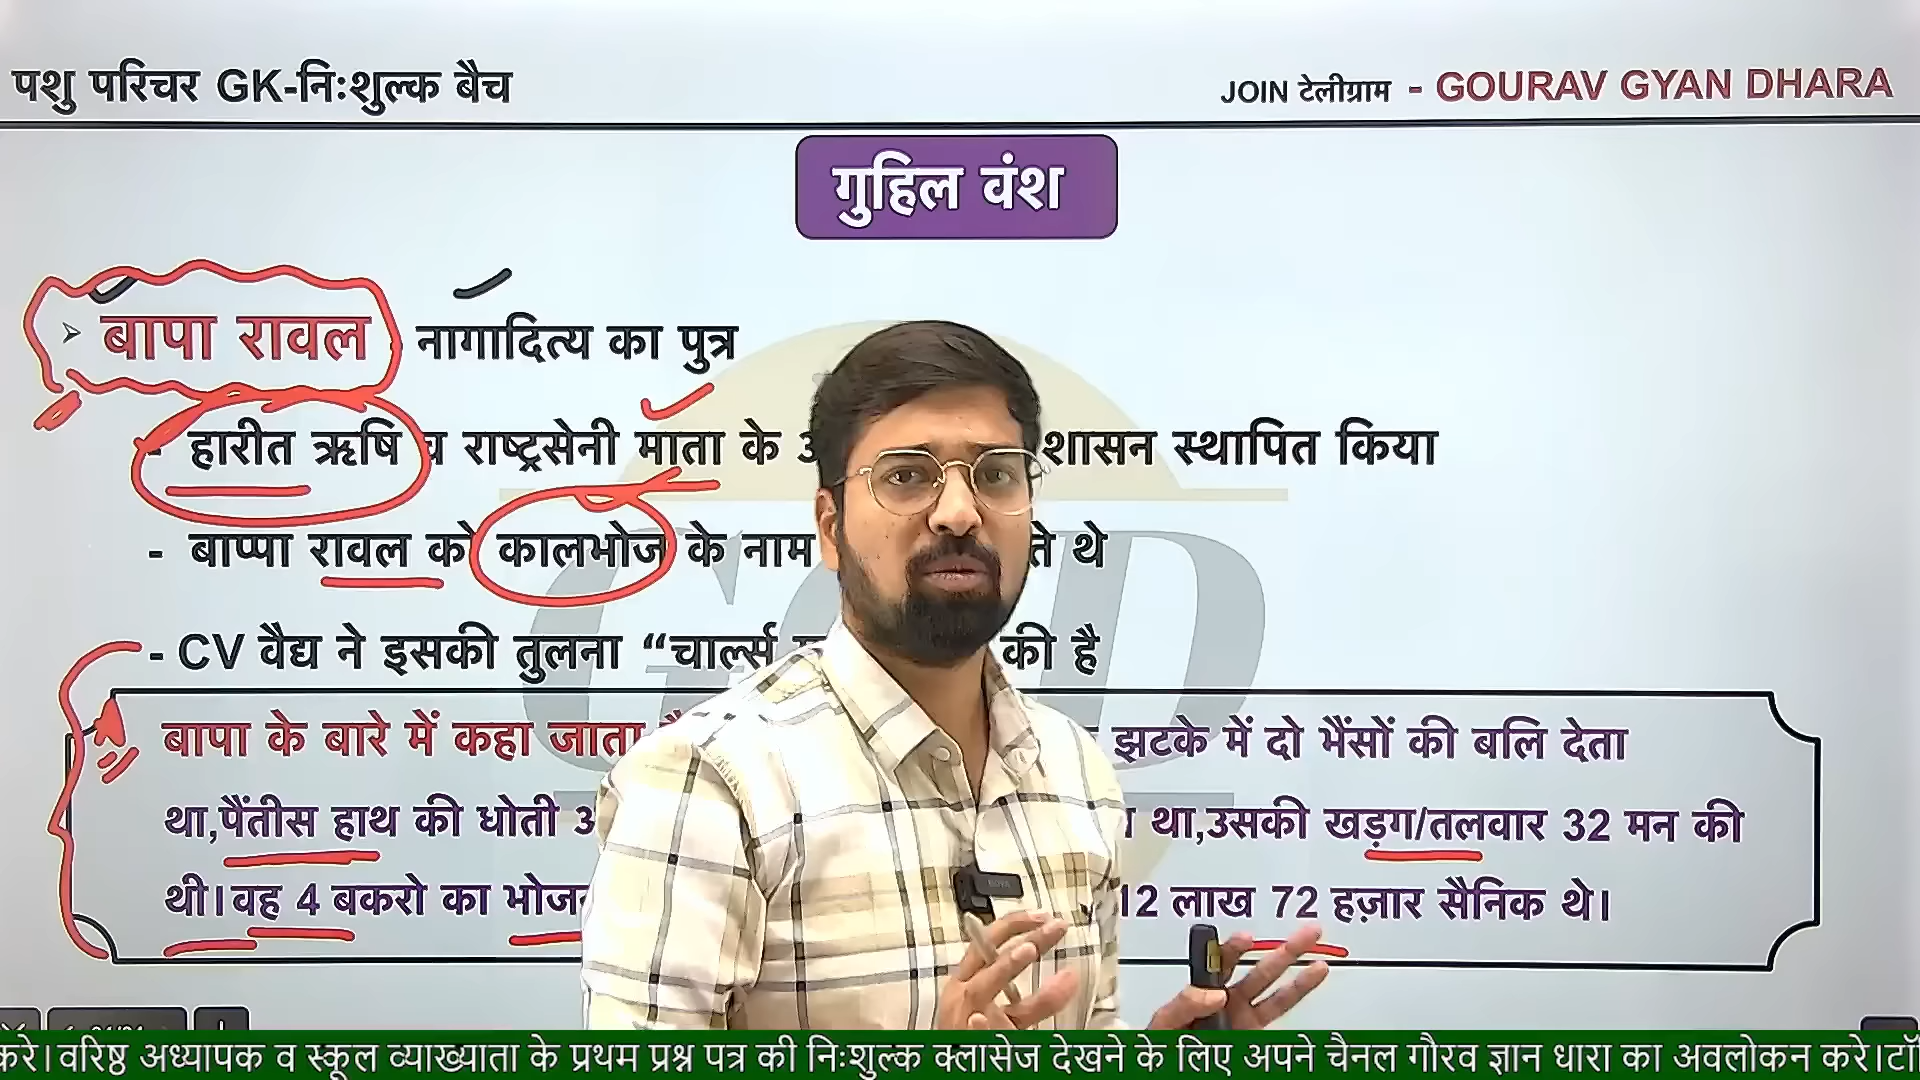 पशु परिचर GK-निःशुल्क बैच
JOIN टेलीग्राम - GOURAV GYAN DHARA
गुहिल वंश
बापा रावल नागादित्य का पुत्र
- हारीत ऋषि व राष्ट्रसेनी माता के शासन स्थापित किया
- बाप्पा रावल को कालभोज के नाम थे
- CV वैद्य ने इसकी तुलना “चार्ल्स की है
बापा के बारे में कहा जाता झटके में दो भैंसों की बलि देता
था,पैंतीस हाथ की धोती था,उसकी खड़ग/तलवार 32 मन की
थी।वह 4 बकरो का 12 लाख 72 हज़ार सैनिक थे।
करे।वरिष्ठ अध्यापक व स्कूल व्याख्याता के प्रथम प्रश्न पत्र की निःशुल्क क्लासेज देखने के लिए अपने चैनल गौरव ज्ञान धारा का अवलोकन करे।